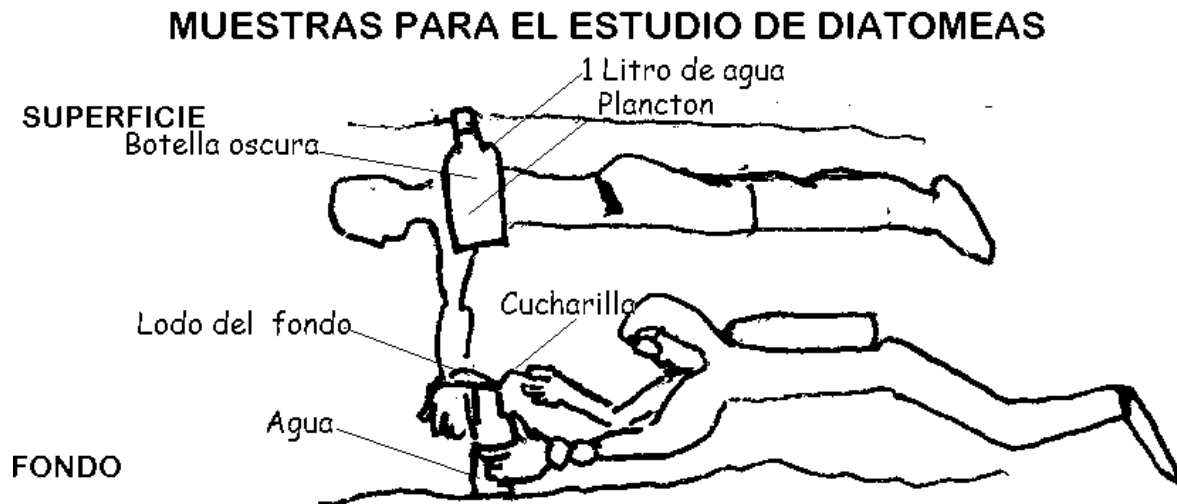 MUESTRAS PARA EL ESTUDIO DE DIATOMEAS
1 Litro de agua
Plancton
SUPERFICIE
Botella oscura
Cucharilla
Lodo del fondo
Agua
FONDO